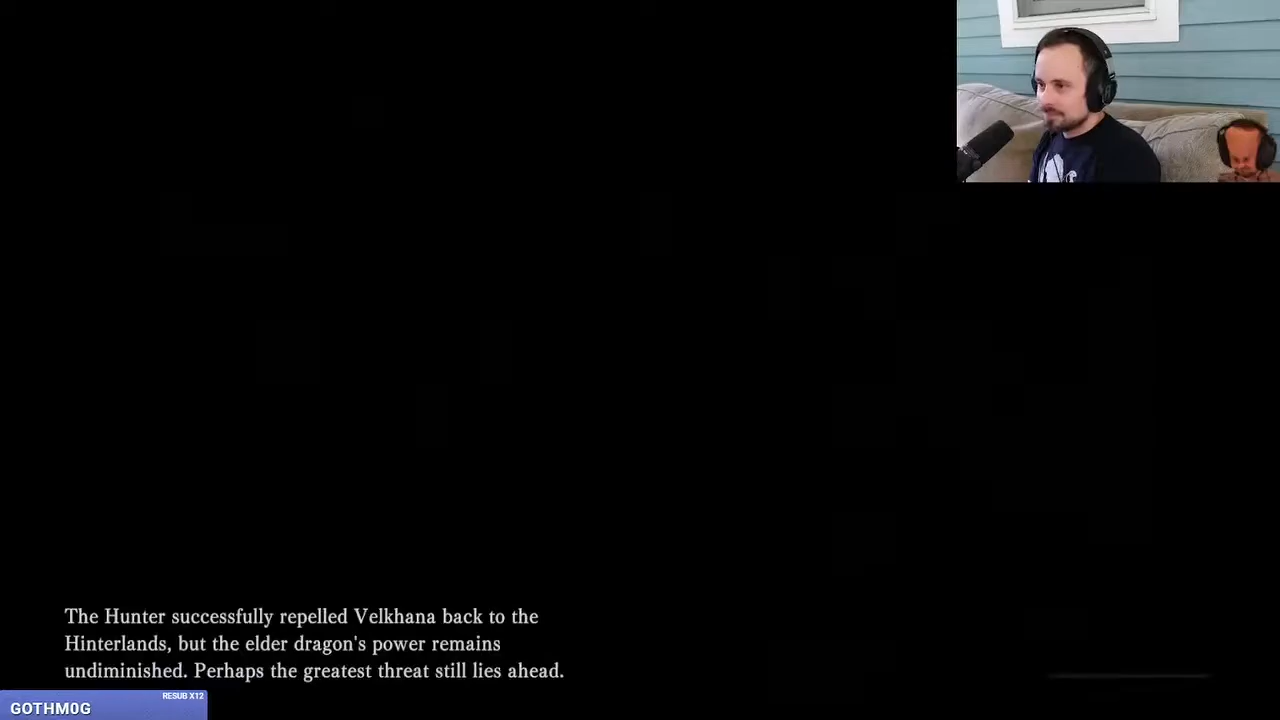 The Hunter successfully repelled Velkhana back to the
Hinterlands, but the elder dragon's power remains
undiminished. Perhaps the greatest threat still lies ahead.
RESUB X12
GOTHM0G